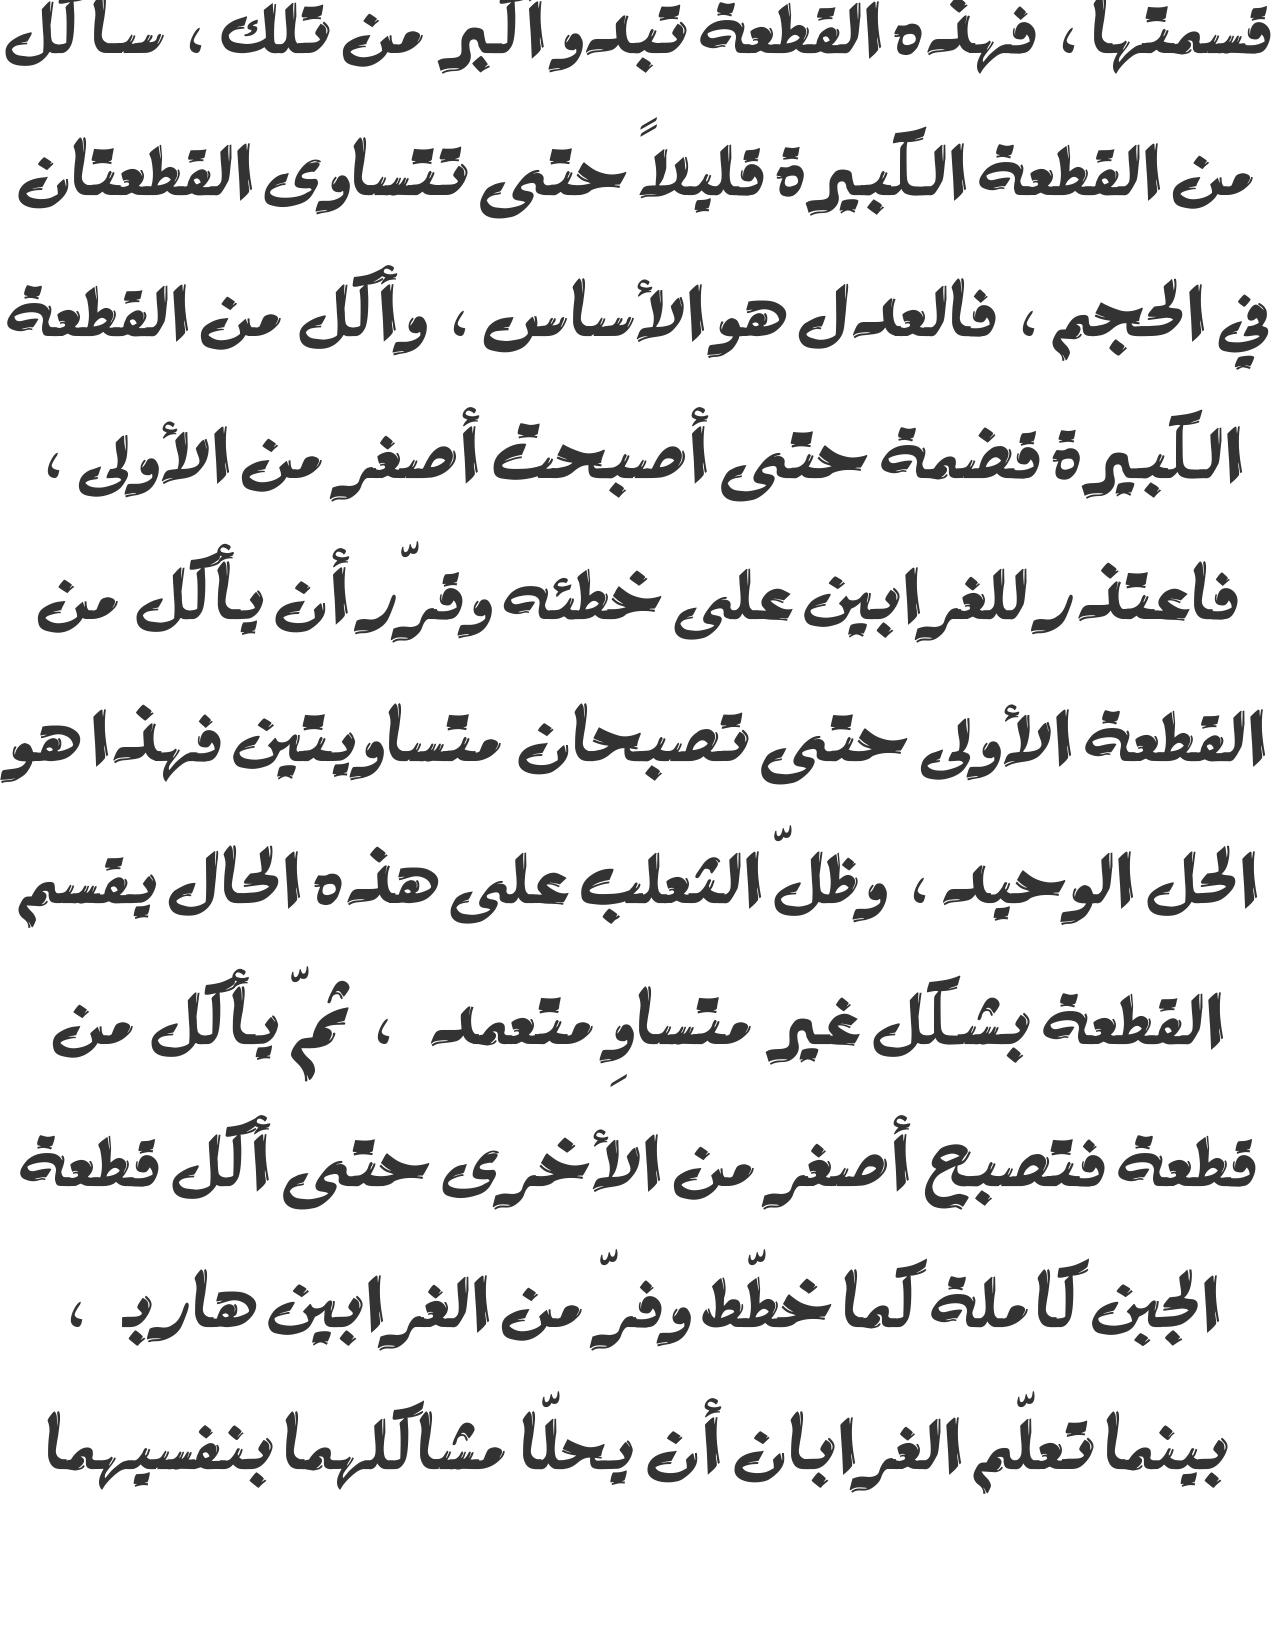 قسمتها ، فهذه القطعة تبدو أكبر من تلك ، سآكل
من القطعة الكبيرة قليلاً حتى تتساوى القطعتان
في الحجم ، فالعدل هو الأساس ، وأكل من القطعة
الكبيرة قضمة حتى أصبحت أصغر من الأولى ،
فاعتذر للغرابين على خطئه وقرّر أن يأكل من
القطعة الأولى حتى تصبحان متساويتين فهذا هو
الحل الوحيد ، وظلّ الثعلب على هذه الحال يقسم
القطعة بشكل غير متساوِ متعمد ، ثمّ يأكل من
قطعة فتصبح أصغر من الأخرى حتى أكل قطعة
الجبن كاملة كما خطّط وفرّ من الغرابين هارب ،
بينما تعلّم الغرابان أن يحلّا مشاكلهما بنفسيهما